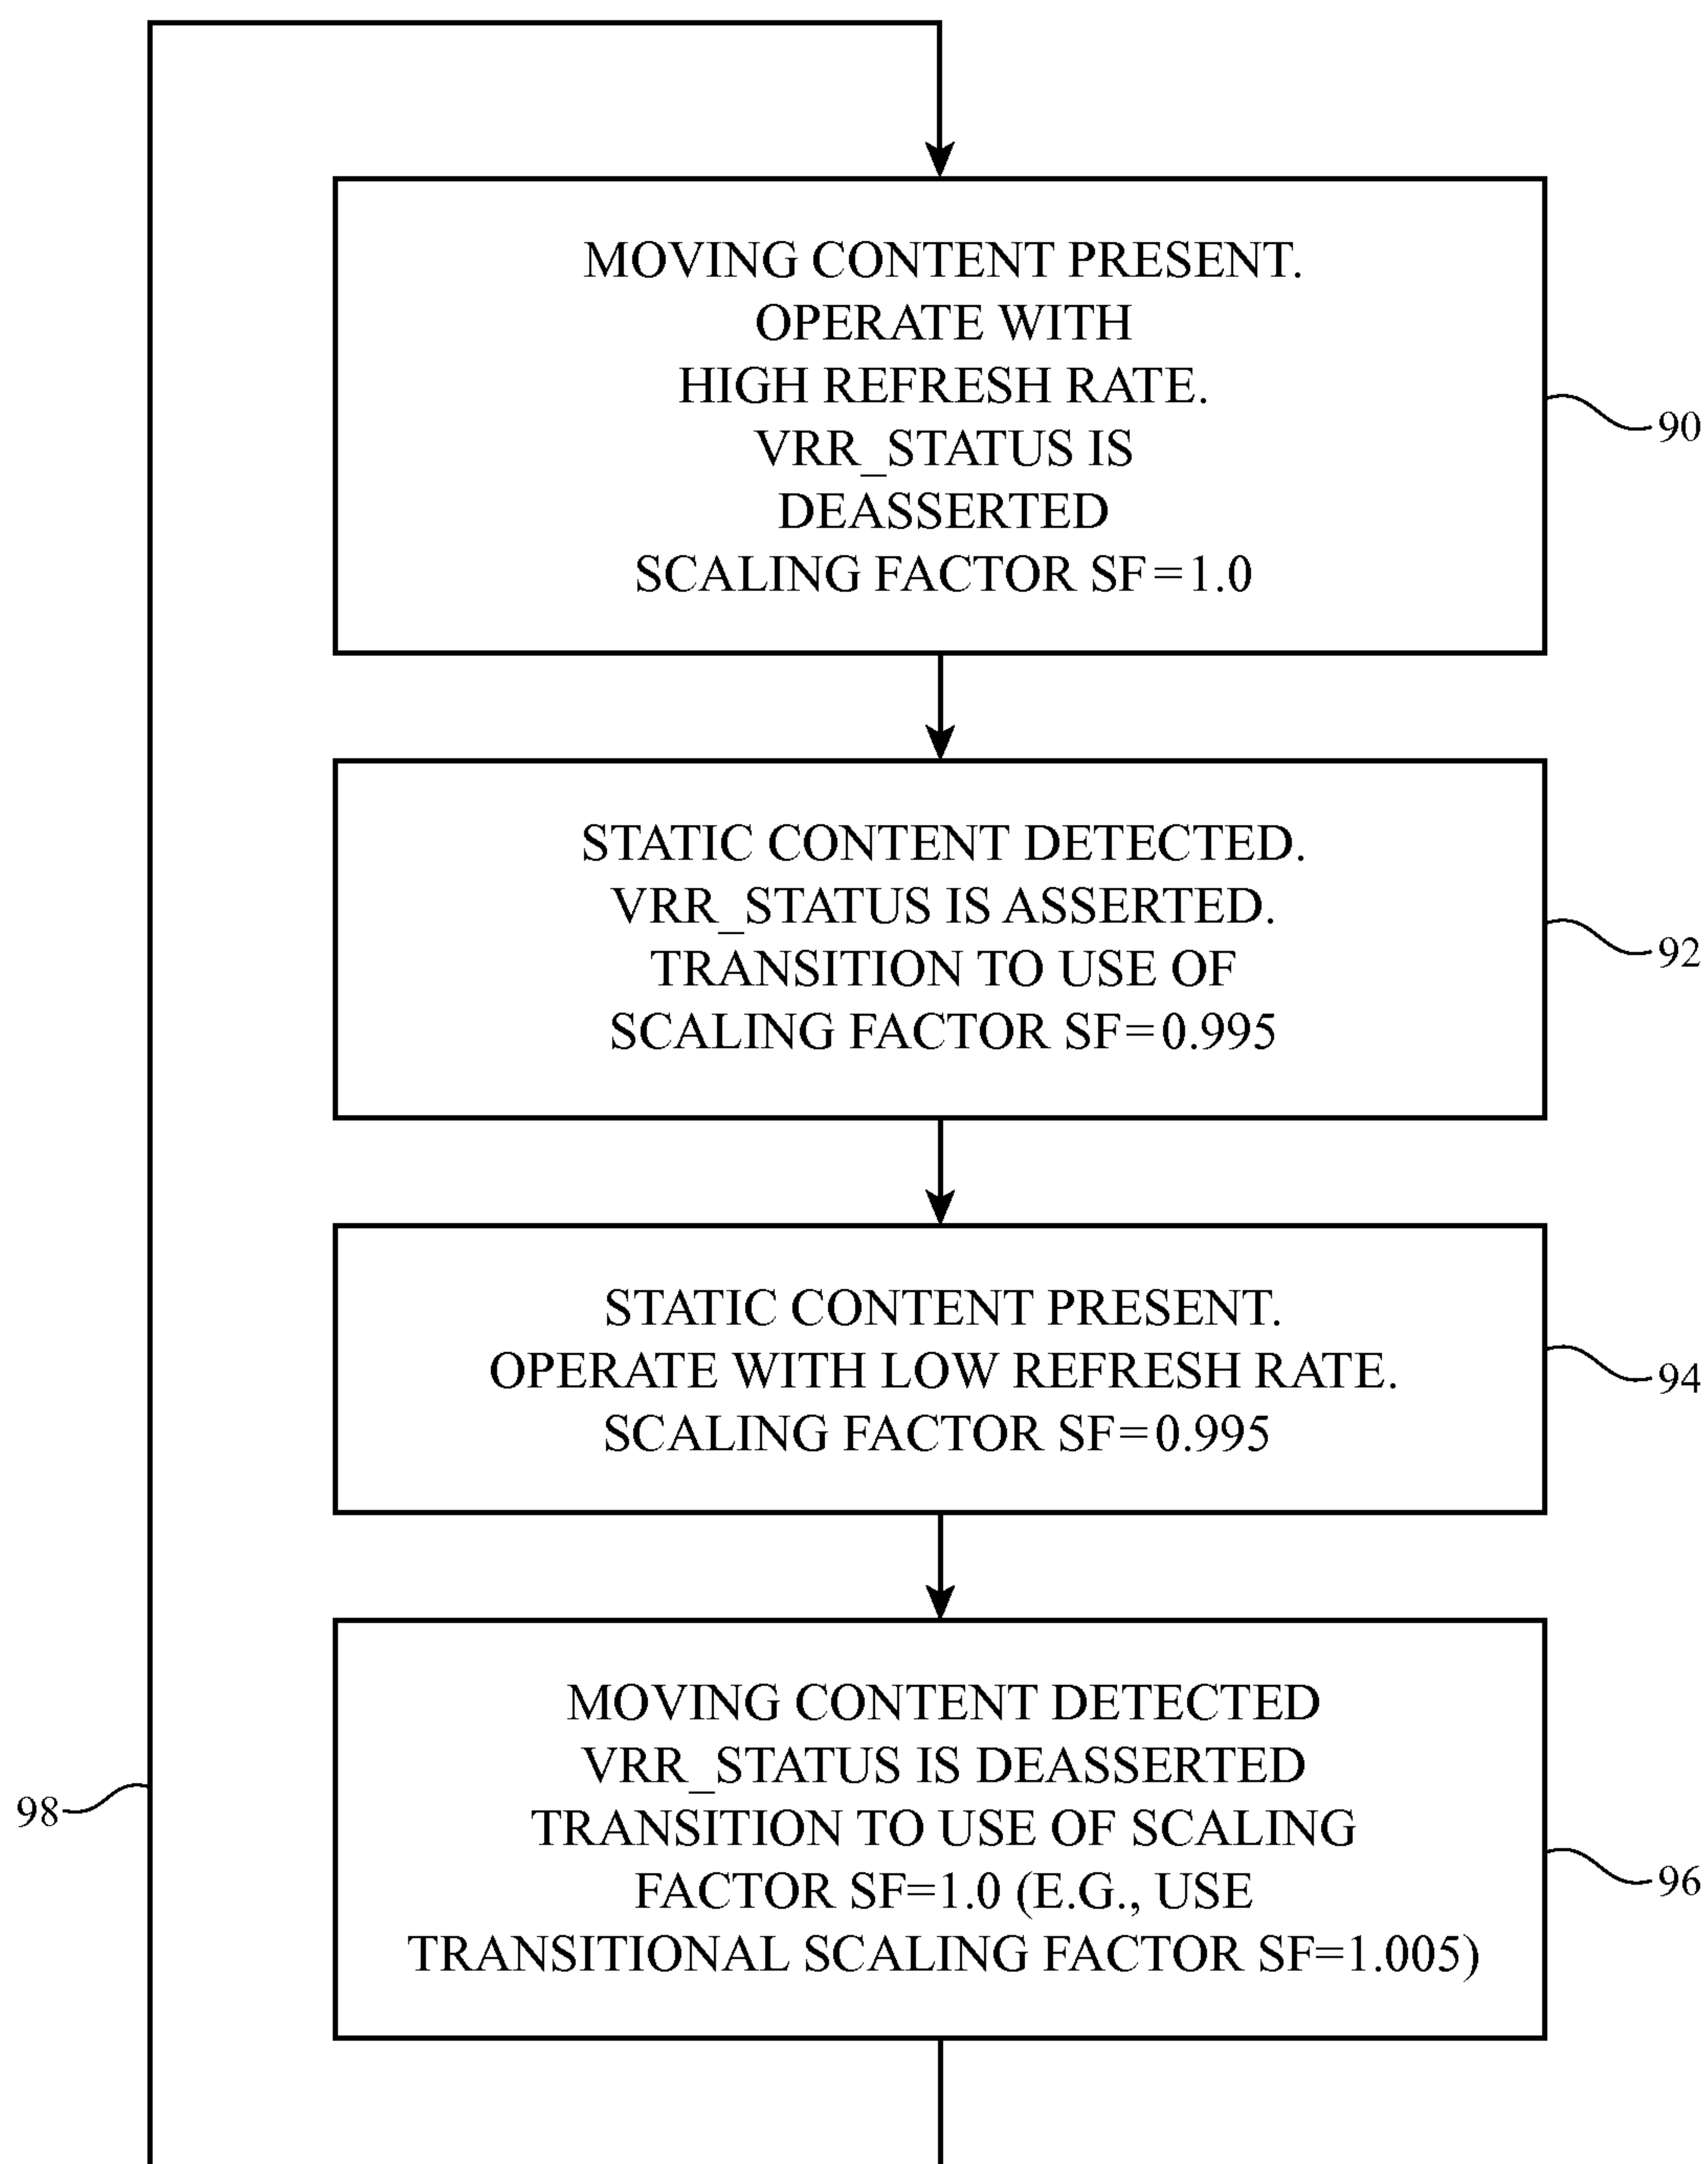 MOVING CONTENT PRESENT.
OPERATE WITH
HIGH REFRESH RATE.
VRR_STATUS IS
DEASSERTED
SCALING FACTOR SF=1.0
90
STATIC CONTENT DETECTED.
VRR_STATUS IS ASSERTED.
TRANSITION TO USE OF
SCALING FACTOR SF=0.995
92
STATIC CONTENT PRESENT.
OPERATE WITH LOW REFRESH RATE.
SCALING FACTOR SF=0.995
94
MOVING CONTENT DETECTED
VRR_STATUS IS DEASSERTED
TRANSITION TO USE OF SCALING
FACTOR SF=1.0 (E.G., USE
TRANSITIONAL SCALING FACTOR SF=1.005)
96
98